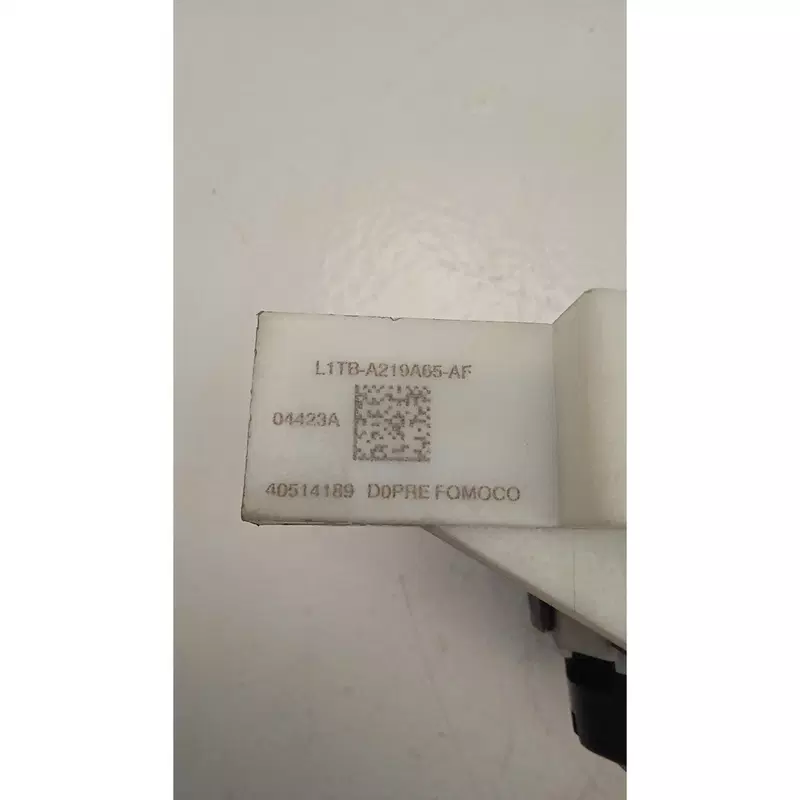 L1TB-A219A65-AF
04423A
40514189 D0PRE FOMOCO